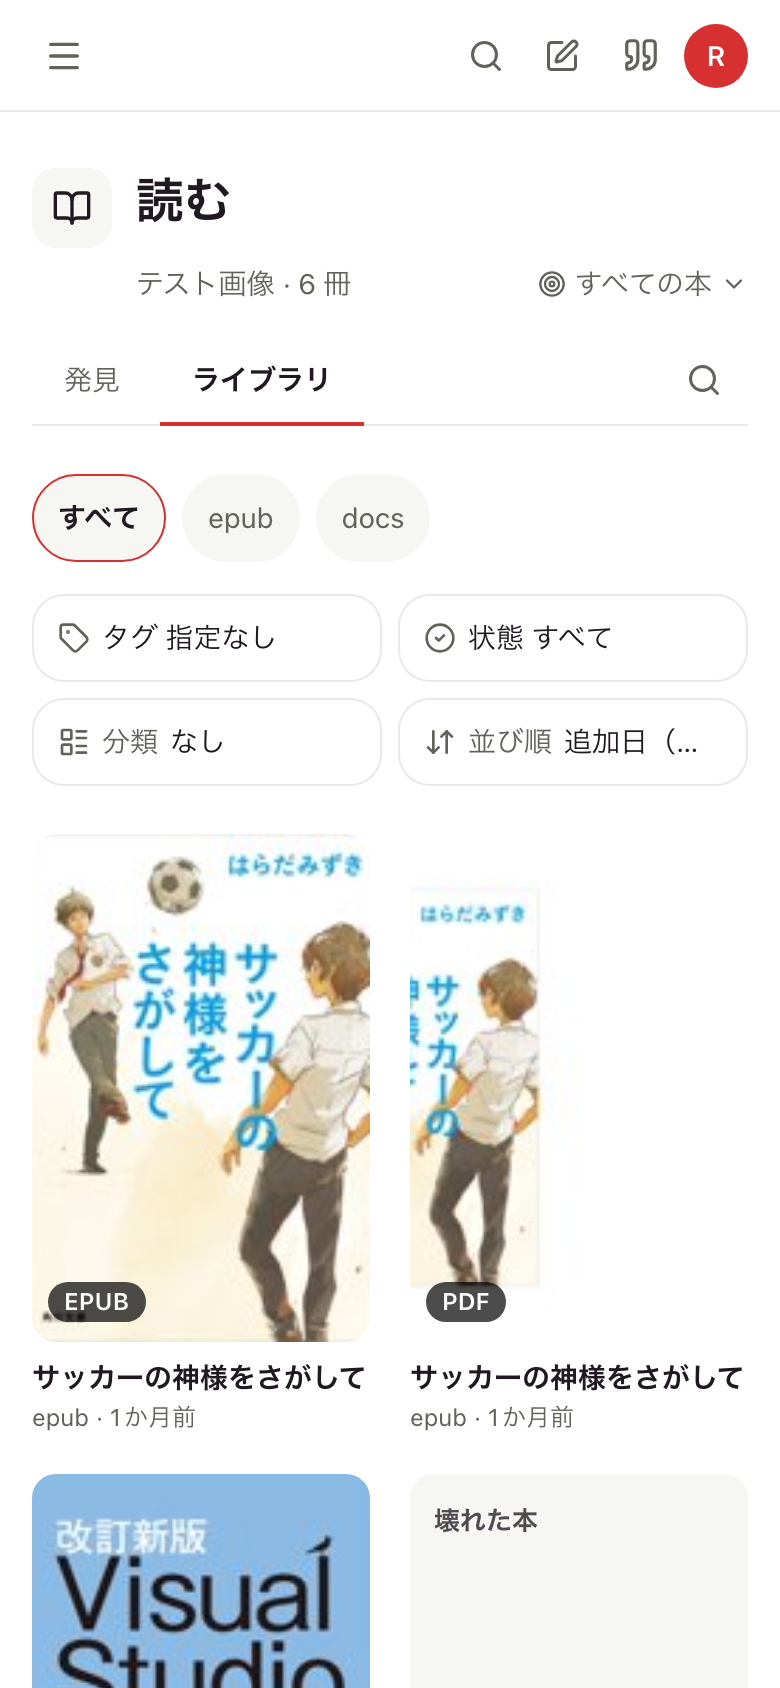 R
読む
テスト画像 · 6 冊
すべての本
発見
ライブラリ
すべて
epub
docs
タグ 指定なし
状態 すべて
分類 なし
並び順 追加日（...
はらだみずき
サッカーの
神様を
さがして
EPUB
はらだみずき
サッカーの
PDF
サッカーの神様をさがして
epub · 1か月前
サッカーの神様をさがして
epub · 1か月前
改訂新版
Visual
Studio
壊れた本